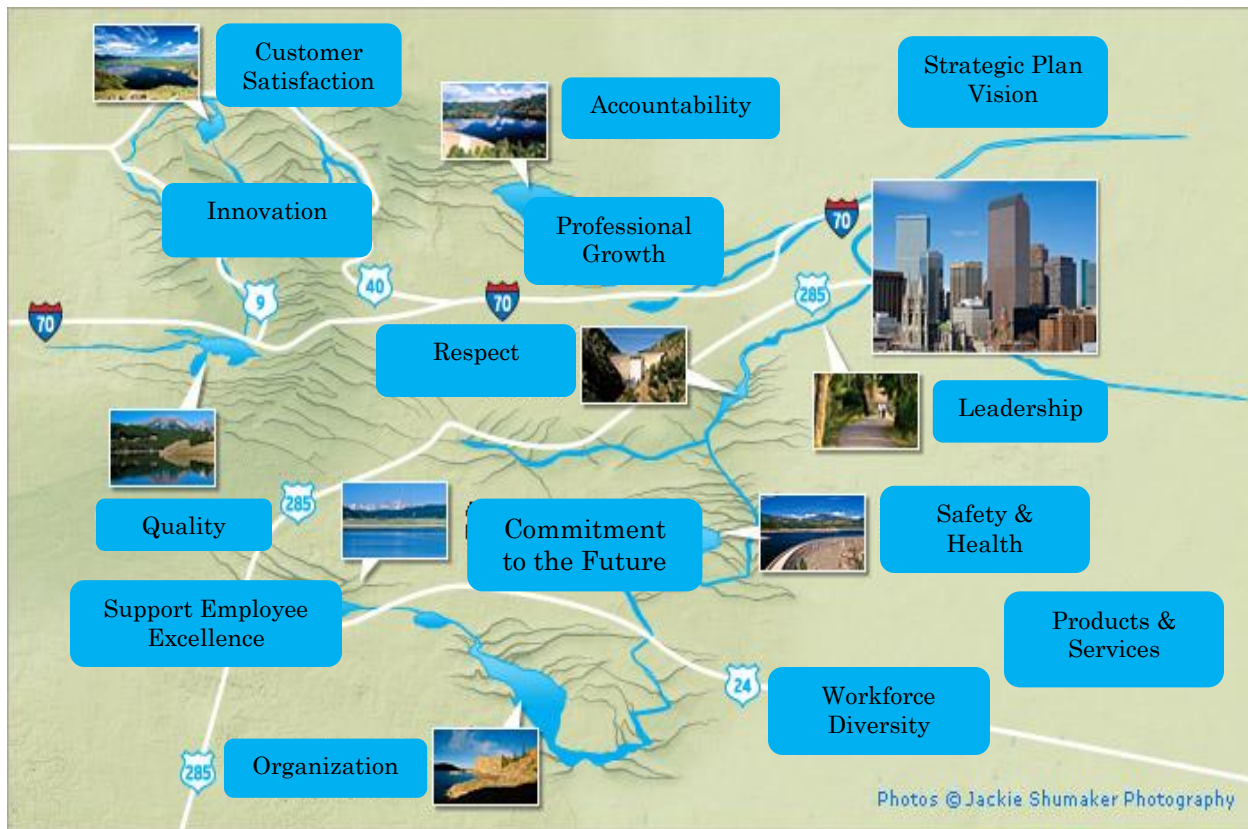 Customer
Satisfaction
Accountability
Strategic Plan
Vision
Innovation
Professional
Growth
70
40
9
70
285
70
Respect
Leadership
285
Quality
Commitment
to the Future
Safety &
Health
Support Employee
Excellence
Products &
Services
24
Workforce
Diversity
285
Organization
Photos © Jackie Shumaker Photography